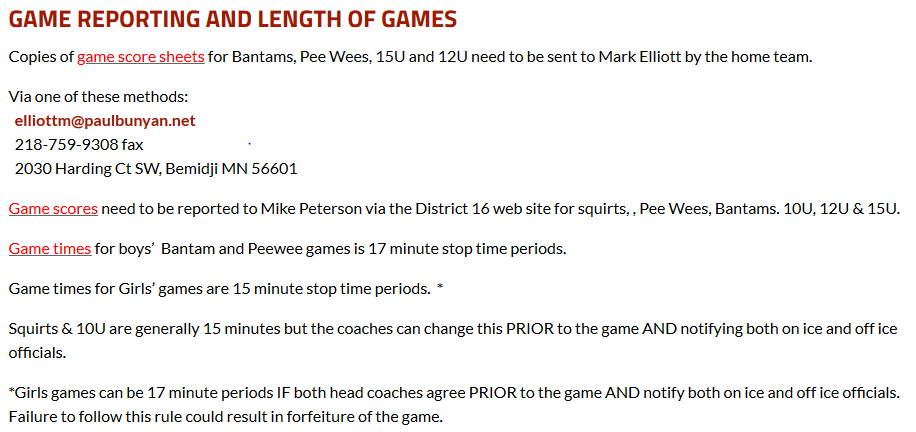 GAME REPORTING AND LENGTH OF GAMES
Copies of game score sheets for Bantams, Pee Wees, 15U and 12U need to be sent to Mark Elliott by the home team.
Via one of these methods:
elliottm@paulbunyan.net
218-759-9308 fax
2030 Harding Ct SW, Bemidji MN 56601
Game scores need to be reported to Mike Peterson via the District 16 web site for squirts, , Pee Wees, Bantams. 10U, 12U & 15U.
Game times for boys’  Bantam and Peewee games is 17 minute stop time periods.
Game times for Girls’ games are 15 minute stop time periods.  *
Squirts & 10U are generally 15 minutes but the coaches can change this PRIOR to the game AND notifying both on ice and off ice
officials.
*Girls games can be 17 minute periods IF both head coaches agree PRIOR to the game AND notify both on ice and off ice officials.
Failure to follow this rule could result in forfeiture of the game.